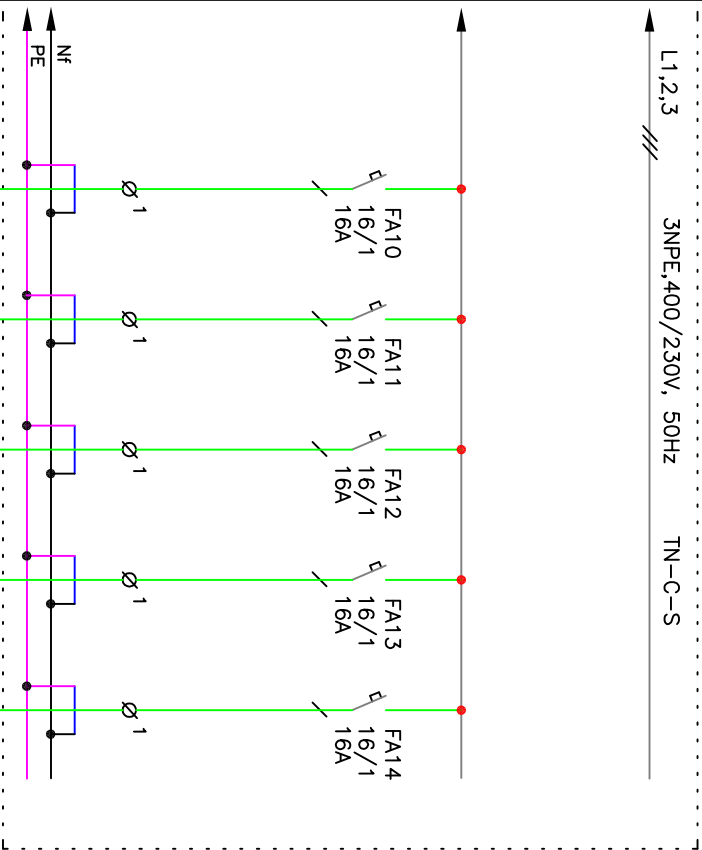 L1,2,3 3NPE,400/230V, 50Hz TN-C-S
Nf
PE
FA10
16/1
16A
1
FA11
16/1
16A
1
FA12
16/1
16A
1
FA13
16/1
16A
1
FA14
16/1
16A
1